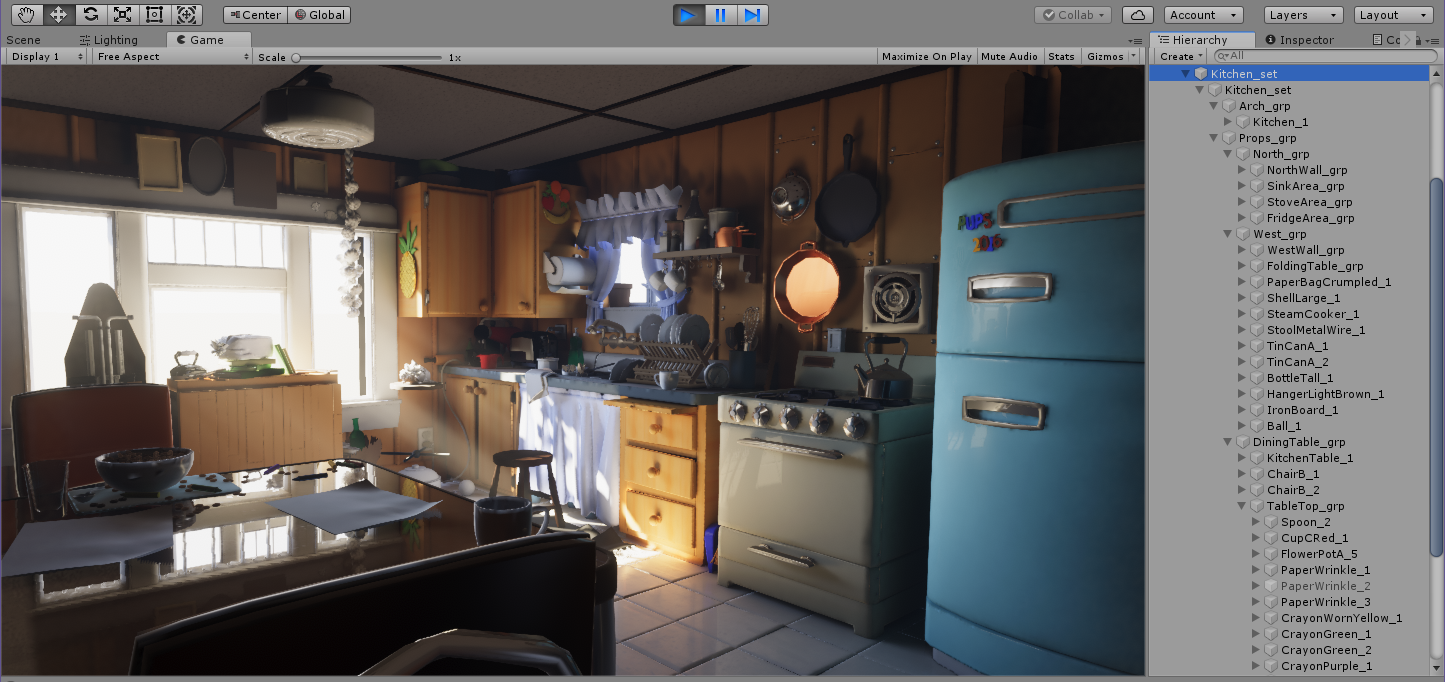 Center Global Collab Account Layers Layout
Scene Lighting Game
Display 1 Free Aspect Scale 1x Maximize On Play Mute Audio Stats Gizmos
Hierarchy Inspector Co
Create All
Kitchen_set
Kitchen_set
Arch_grp
Kitchen_1
Props_grp
North_grp
NorthWall_grp
SinkArea_grp
StoveArea_grp
FridgeArea_grp
West_grp
WestWall_grp
FoldingTable_grp
PaperBagCrumpled_1
ShellLarge_1
SteamCooker_1
StoolMetalWire_1
TinCanA_1
TinCanA_2
BottleTall_1
HangerLightBrown_1
IronBoard_1
Ball_1
DiningTable_grp
KitchenTable_1
ChairB_1
ChairB_2
TableTop_grp
Spoon_2
CupCRed_1
FlowerPotA_5
PaperWrinkle_1
PaperWrinkle_2
PaperWrinkle_3
CrayonWornYellow_1
CrayonGreen_1
CrayonGreen_2
CrayonPurple_1
PUPS